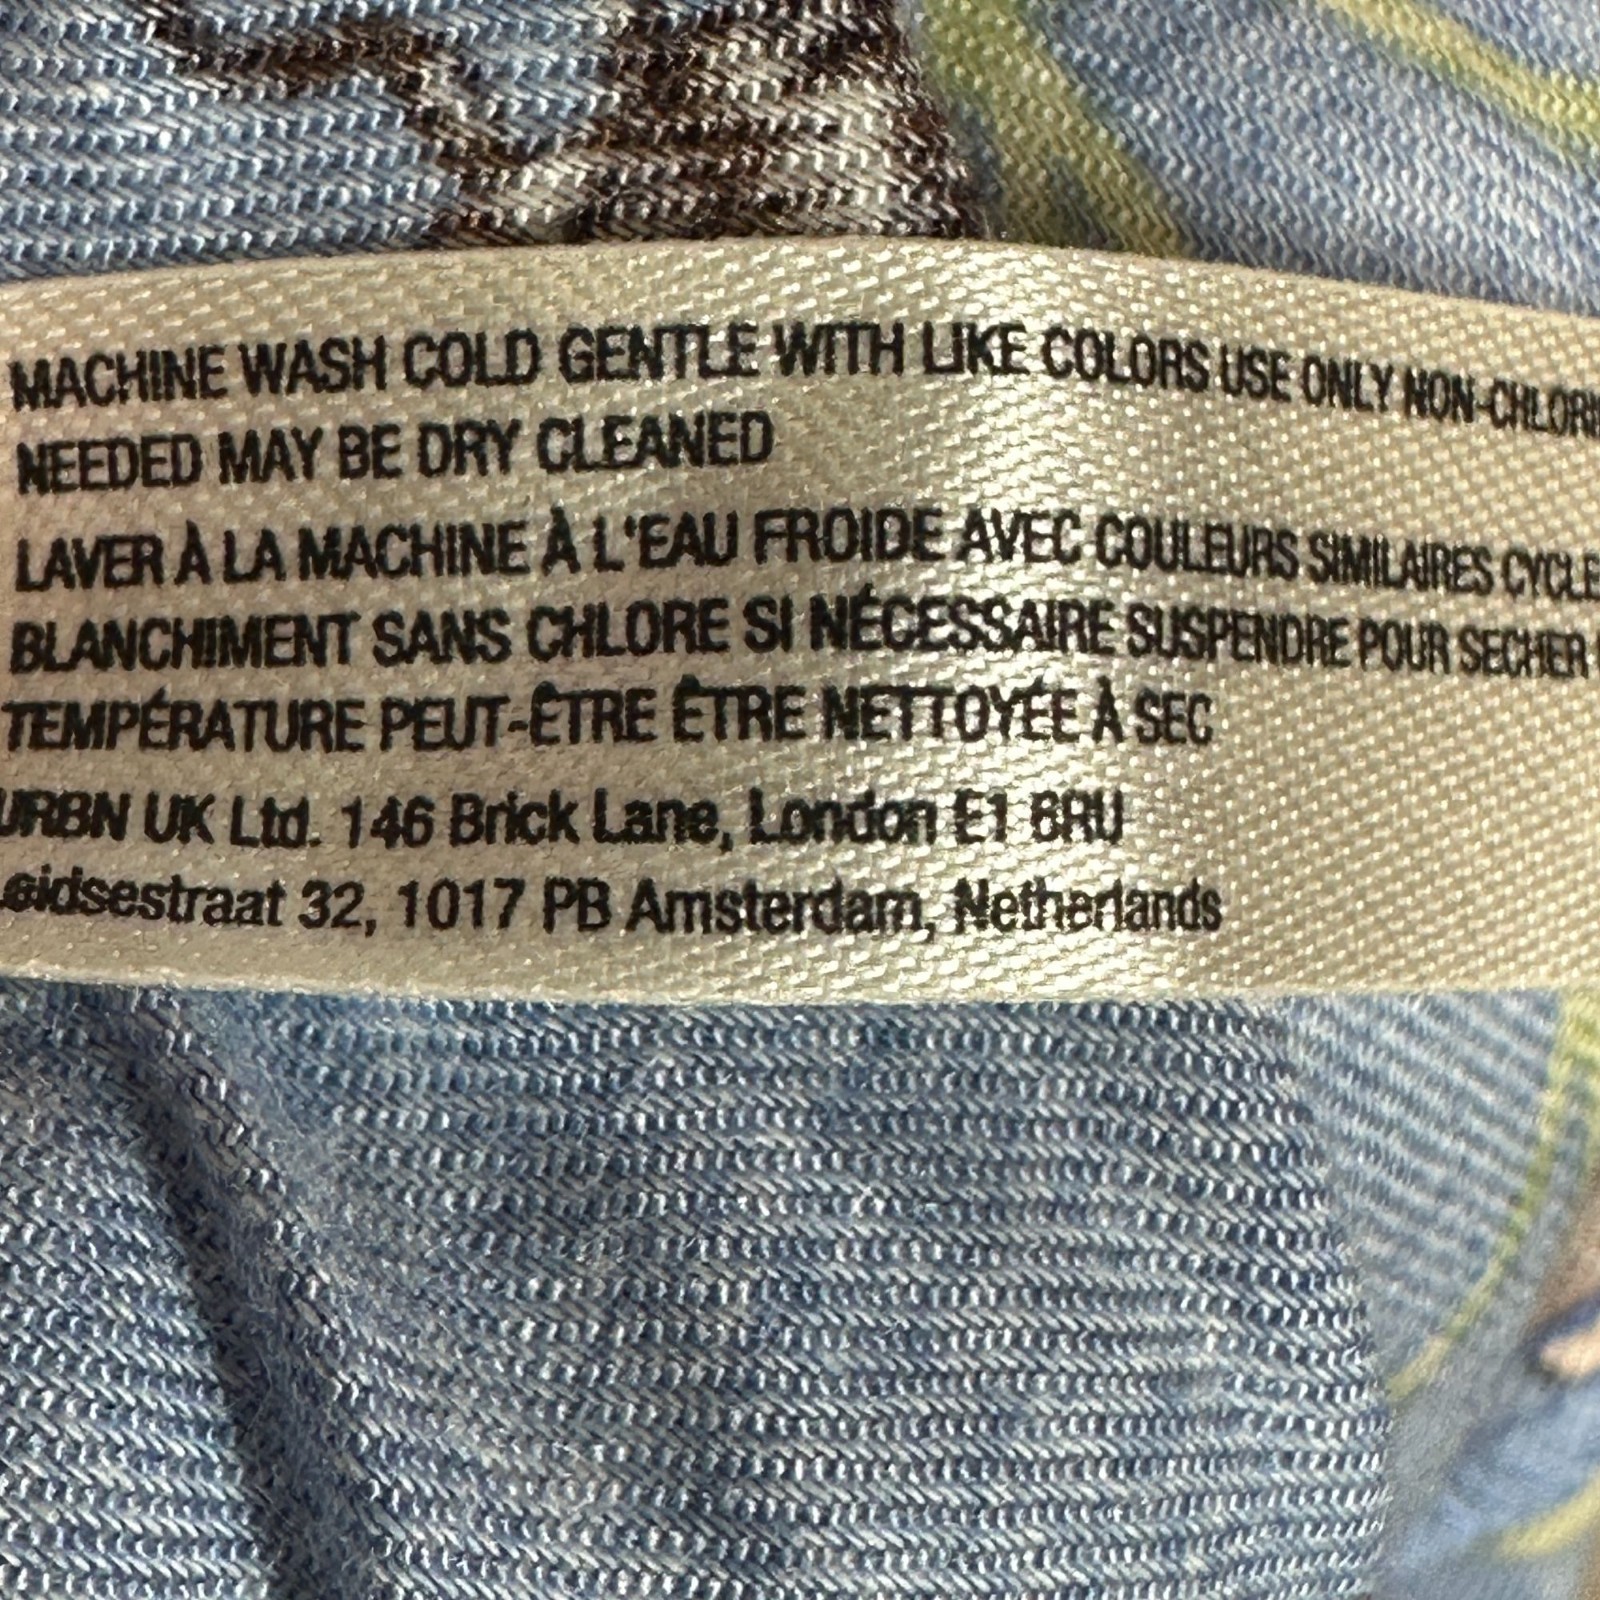 MACHINE WASH COLD GENTLE WITH LIKE COLORS USE ONLY NON-CHLORI
NEEDED MAY BE DRY CLEANED
LAVER À LA MACHINE À L'EAU FROIDE AVEC COULEURS SIMILAIRES CYCLE
BLANCHIMENT SANS CHLORE SI NÉCESSAIRE SUSPENDRE POUR SECHER
TEMPÉRATURE PEUT-ÊTRE ÊTRE NETTOYÉE À SEC
URBN UK Ltd. 146 Brick Lane, London E1 6RU
eidsestraat 32, 1017 PB Amsterdam, Netherlands